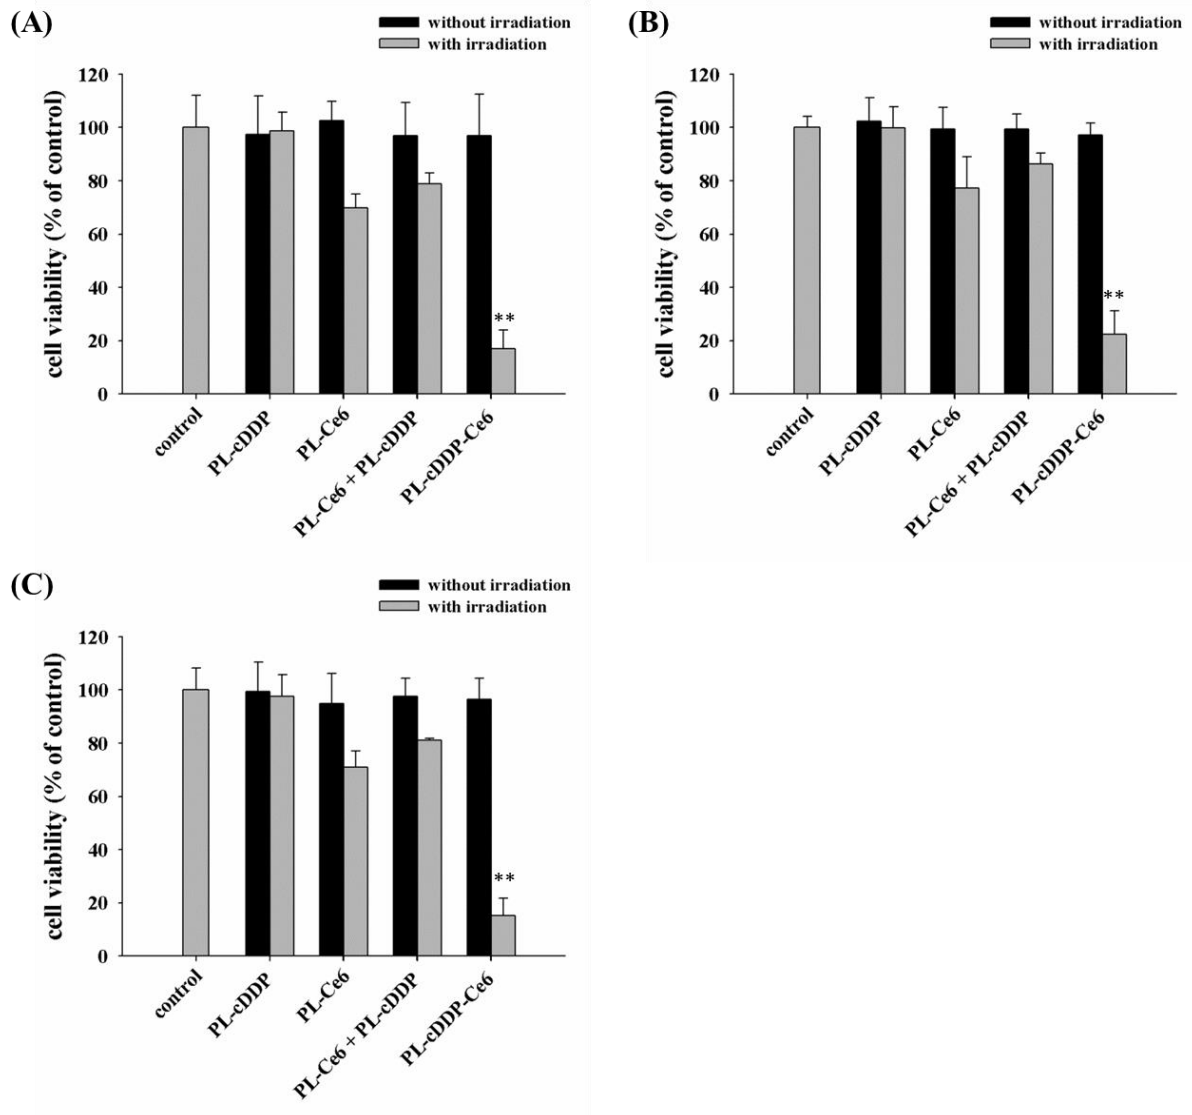 (A)
without irradiation
with irradiation
cell viability (% of control)
120
100
80
60
40
20
0
**
control
PL-cDDP
PL-Ce6
PL-Ce6 + PL-cDDP
PL-cDDP-Ce6
(B)
without irradiation
with irradiation
cell viability (% of control)
120
100
80
60
40
20
0
**
control
PL-cDDP
PL-Ce6
PL-Ce6 + PL-cDDP
PL-cDDP-Ce6
(C)
without irradiation
with irradiation
cell viability (% of control)
120
100
80
60
40
20
0
**
control
PL-cDDP
PL-Ce6
PL-Ce6 + PL-cDDP
PL-cDDP-Ce6